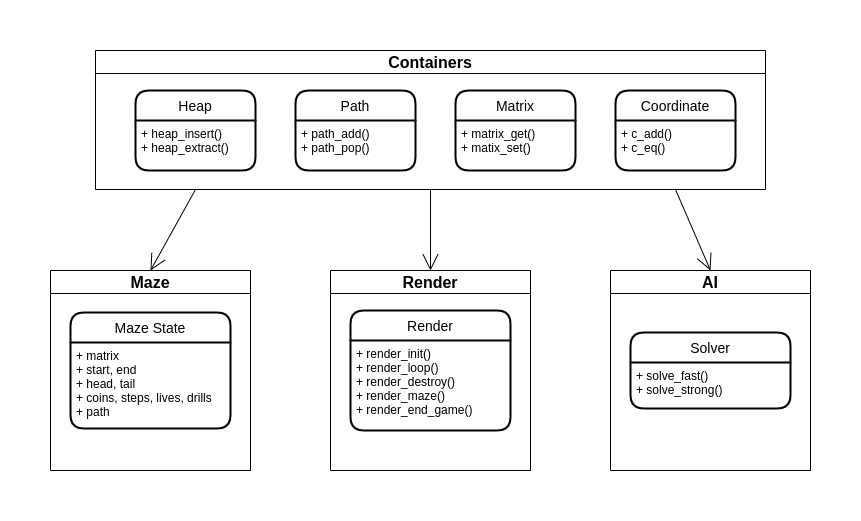 Containers
Heap
+ heap_insert()
+ heap_extract()
Path
+ path_add()
+ path_pop()
Matrix
+ matrix_get()
+ matix_set()
Coordinate
+ c_add()
+ c_eq()
Maze
Maze State
+ matrix
+ start, end
+ head, tail
+ coins, steps, lives, drills
+ path
Render
Render
+ render_init()
+ render_loop()
+ render_destroy()
+ render_maze()
+ render_end_game()
AI
Solver
+ solve_fast()
+ solve_strong()